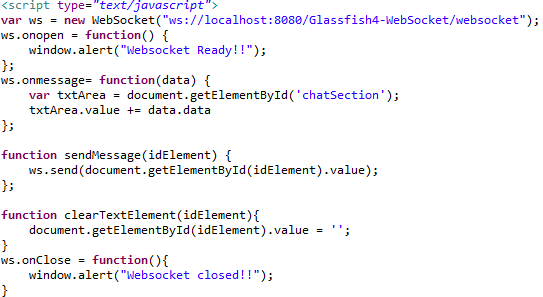 <script type="text/javascript">
var ws = new WebSocket("ws://localhost:8080/Glassfish4-WebSocket/websocket");
ws.onopen = function() {
    window.alert("Websocket Ready!!");
};
ws.onmessage= function(data) {
    var txtArea = document.getElementById('chatSection');
    txtArea.value += data.data
};

function sendMessage(idElement) {
    ws.send(document.getElementById(idElement).value);
};

function clearTextElement(idElement){
    document.getElementById(idElement).value = '';
}
ws.onClose = function(){
    window.alert("Websocket closed!!");
}